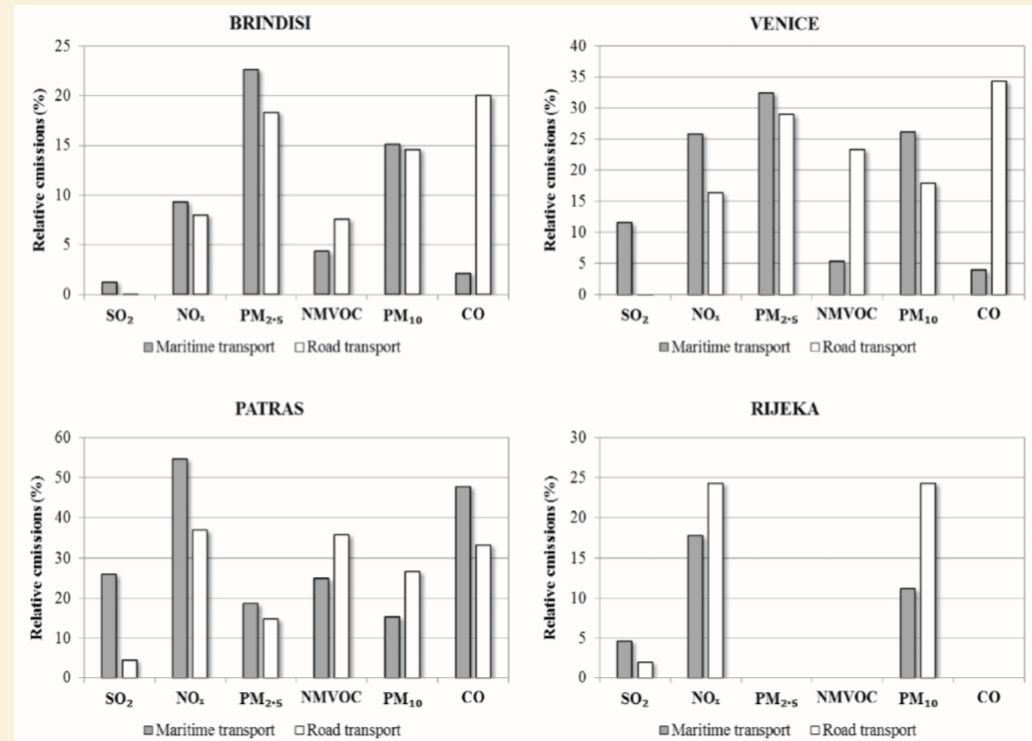 BRINDISI
Relative emissions (%)
25
20
15
10
5
0
SO₂ NOₓ PM₂.₅ NMVOC PM₁₀ CO
Maritime transport Road transport
VENICE
Relative emissions (%)
40
35
30
25
20
15
10
5
0
SO₂ NOₓ PM₂.₅ NMVOC PM₁₀ CO
Maritime transport Road transport
PATRAS
Relative emissions (%)
60
50
40
30
20
10
0
SO₂ NOₓ PM₂.₅ NMVOC PM₁₀ CO
Maritime transport Road transport
RIJEKA
Relative emissions (%)
30
25
20
15
10
5
0
SO₂ NOₓ PM₂.₅ NMVOC PM₁₀ CO
Maritime transport Road transport